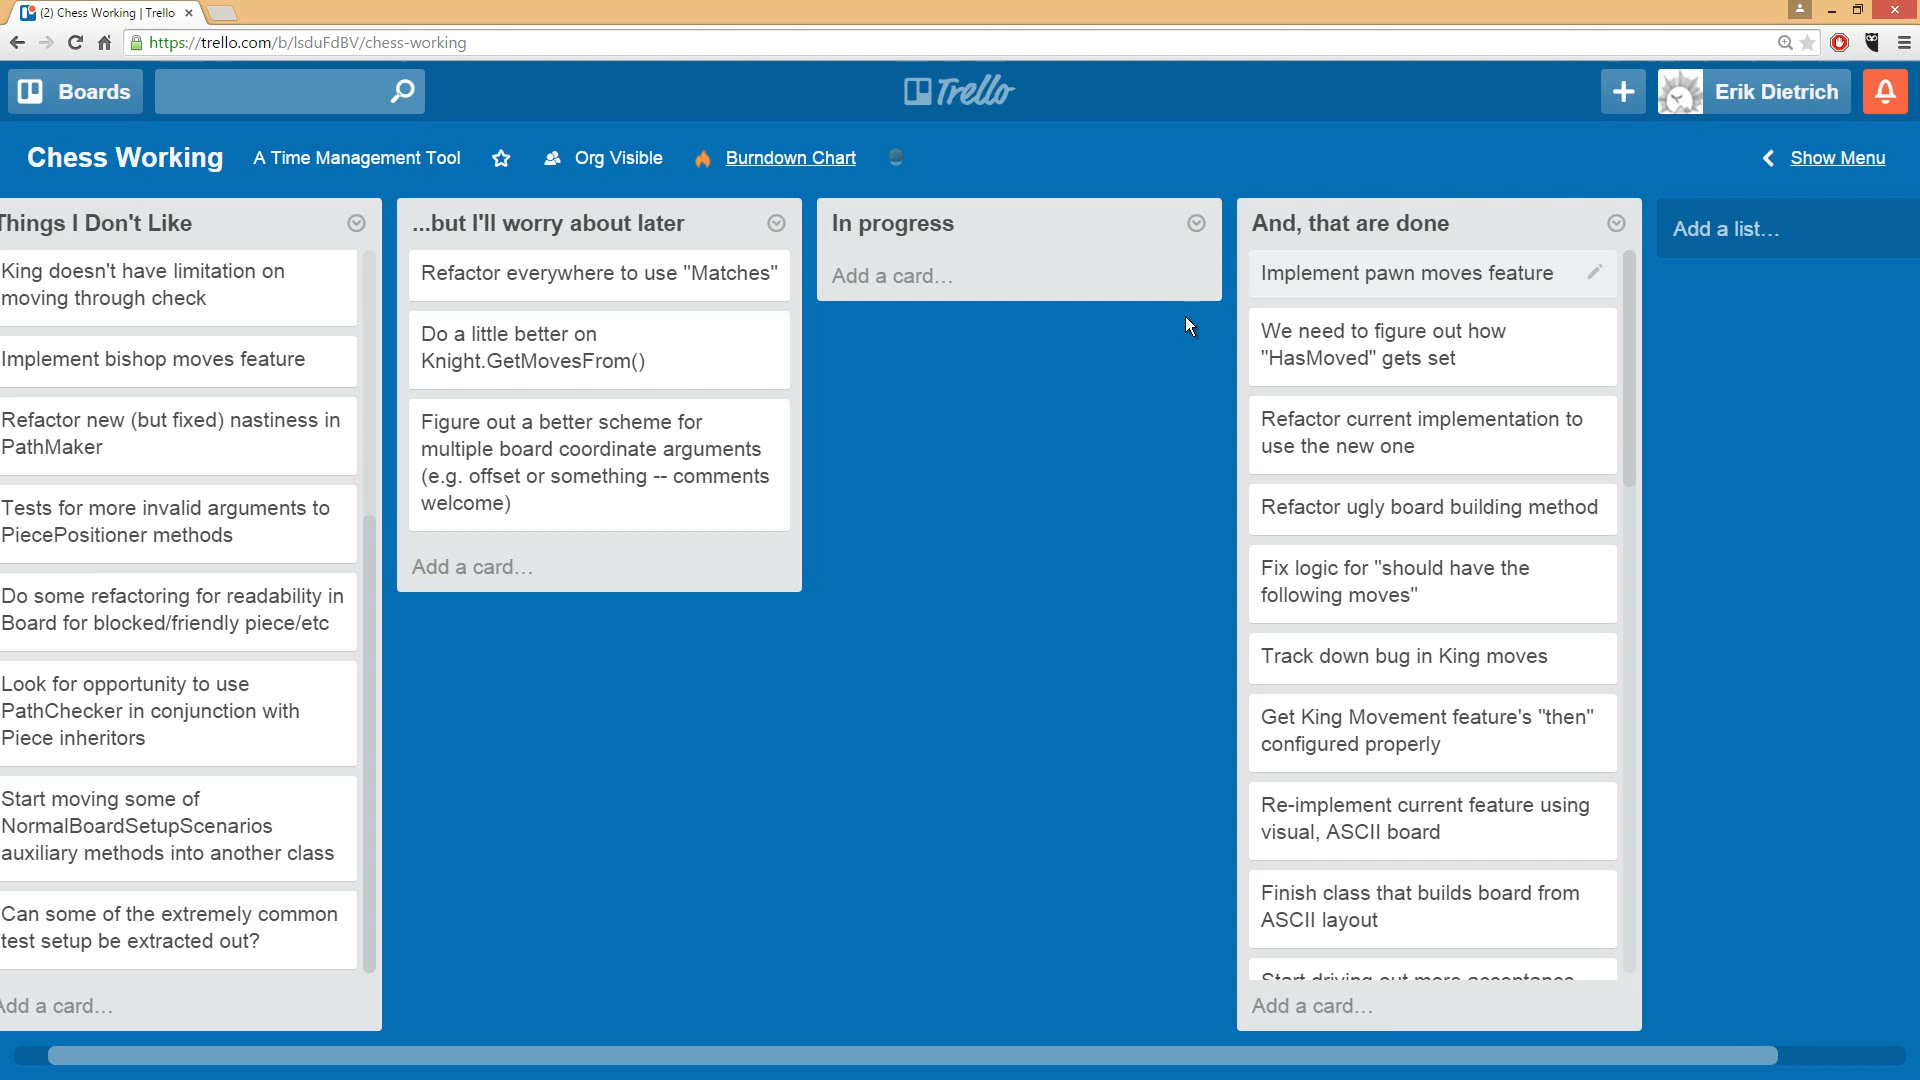 (2) Chess Working | Trello
https://trello.com/b/lsduFdBV/chess-working
Boards
Trello
Erik Dietrich
Chess Working
A Time Management Tool
Org Visible
Burndown Chart
Show Menu
Things I Don't Like
King doesn't have limitation on
moving through check
Implement bishop moves feature
Refactor new (but fixed) nastiness in
PathMaker
Tests for more invalid arguments to
PiecePositioner methods
Do some refactoring for readability in
Board for blocked/friendly piece/etc
Look for opportunity to use
PathChecker in conjunction with
Piece inheritors
Start moving some of
NormalBoardSetupScenarios
auxiliary methods into another class
Can some of the extremely common
test setup be extracted out?
Add a card…
...but I'll worry about later
Refactor everywhere to use "Matches"
Do a little better on
Knight.GetMovesFrom()
Figure out a better scheme for
multiple board coordinate arguments
(e.g. offset or something -- comments
welcome)
Add a card…
In progress
Add a card…
And, that are done
Implement pawn moves feature
We need to figure out how
"HasMoved" gets set
Refactor current implementation to
use the new one
Refactor ugly board building method
Fix logic for "should have the
following moves"
Track down bug in King moves
Get King Movement feature's "then"
configured properly
Re-implement current feature using
visual, ASCII board
Finish class that builds board from
ASCII layout
Start driving out more acceptance
Add a card…
Add a list…